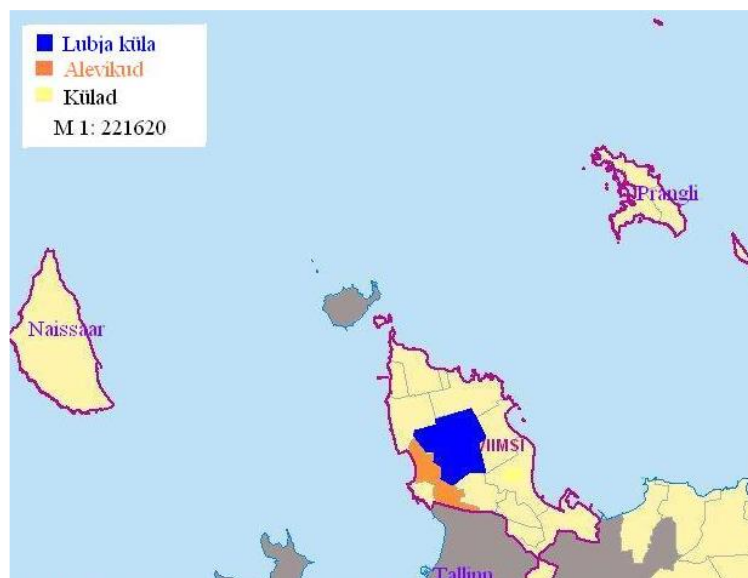 Lubja küla
Alevikud
Külad
M 1: 221620
Prangli
Naissaar
VIIMSI
Tallinn